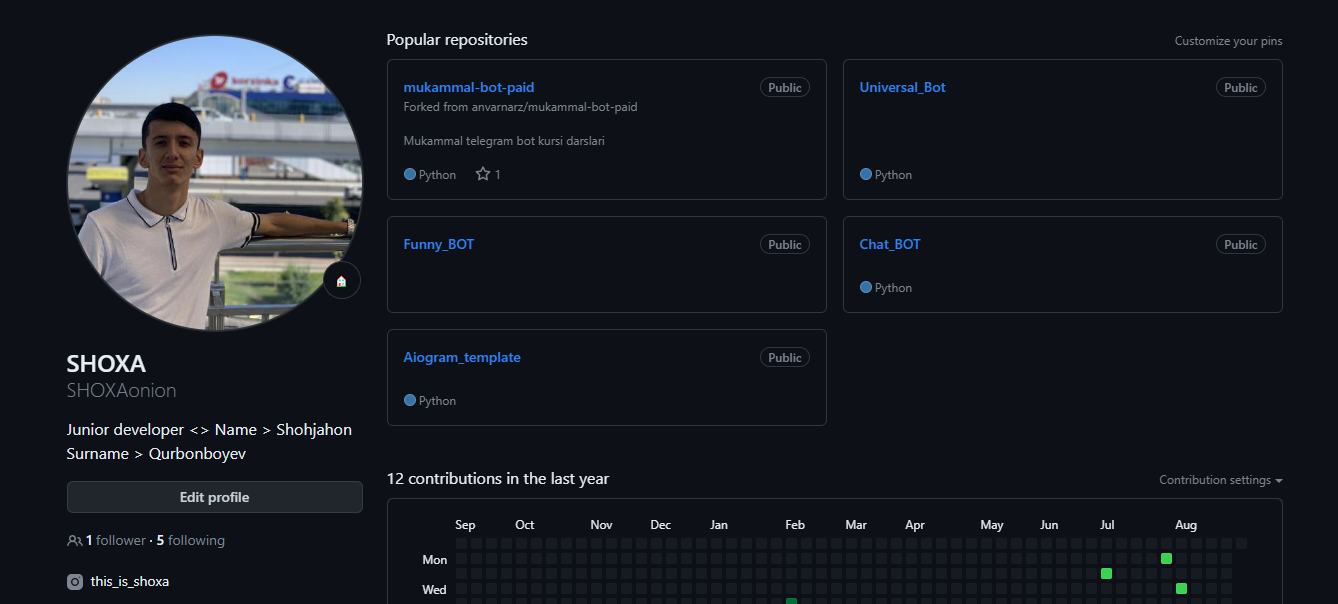 korzinka
SHOXA
SHOXAonion
Junior developer <> Name > Shohjahon
Surname > Qurbonboyev
Edit profile
1 follower · 5 following
this_is_shoxa
Popular repositories
Customize your pins
mukammal-bot-paid
Public
Forked from anvarnarz/mukammal-bot-paid
Mukammal telegram bot kursi darslari
Python
1
Universal_Bot
Public
Python
Funny_BOT
Public
Chat_BOT
Public
Python
Aiogram_template
Public
Python
12 contributions in the last year
Contribution settings
Sep Oct Nov Dec Jan Feb Mar Apr May Jun Jul Aug
Mon
Wed